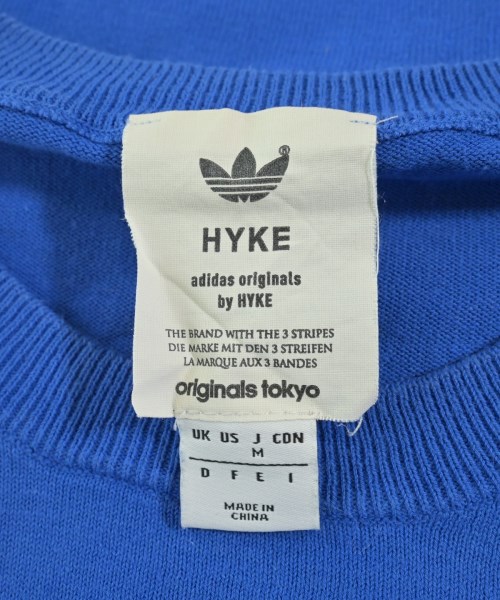 ®
HYKE
adidas originals
by HYKE
THE BRAND WITH THE 3 STRIPES
DIE MARKE MIT DEN 3 STREIFEN
LA MARQUE AUX 3 BANDES
originals tokyo
UK US J CDN
M
D F E I
MADE IN
CHINA